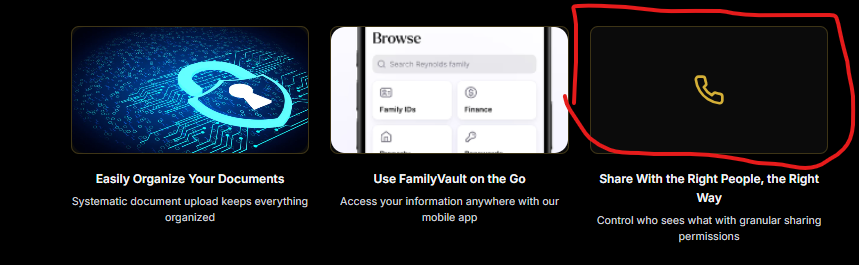 Browse
Search Reynolds family
Family IDs
Finance
Property
Passwords
Easily Organize Your Documents
Systematic document upload keeps everything
organized
Use FamilyVault on the Go
Access your information anywhere with our
mobile app
Share With the Right People, the Right
Way
Control who sees what with granular sharing
permissions